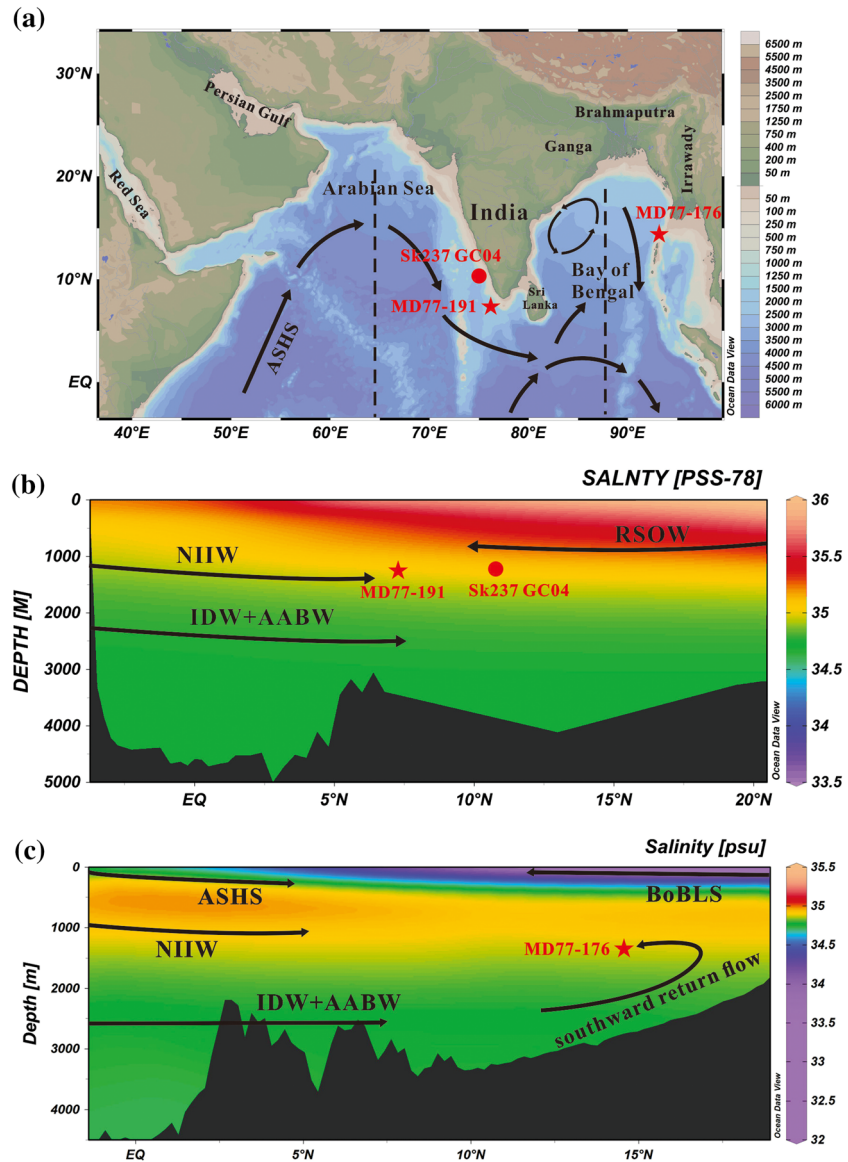 (a)
34°N
20°N
10°N
EQ
40°E
50°E
60°E
70°E
80°E
90°E
Persian Gulf
Red Sea
Arabian Sea
India
Brahmaputra
Ganga
Irrawady
MD77-176
Sk237 GC04
MD77-191
Bay of
Bengal
Sri
Lanka
ASHS
Ocean Data View
6500 m
5500 m
4500 m
3500 m
2500 m
1750 m
1250 m
750 m
400 m
200 m
50 m
50 m
100 m
250 m
500 m
750 m
1000 m
1250 m
1500 m
2000 m
2500 m
3000 m
3500 m
4000 m
4500 m
5000 m
5500 m
6000 m
(b)
SALNTY [PSS-78]
DEPTH [M]
0
1000
2000
3000
4000
5000
NIIW
RSOW
MD77-191
Sk237 GC04
IDW+AABW
EQ
5°N
10°N
15°N
20°N
Ocean Data View
36
35.5
35
34.5
34
33.5
(c)
Salinity [psu]
Depth [m]
0
1000
2000
3000
4000
ASHS
BoBLS
NIIW
MD77-176
IDW+AABW
southward return flow
EQ
5°N
10°N
15°N
Ocean Data View
35.5
35
34.5
34
33.5
33
32.5
32